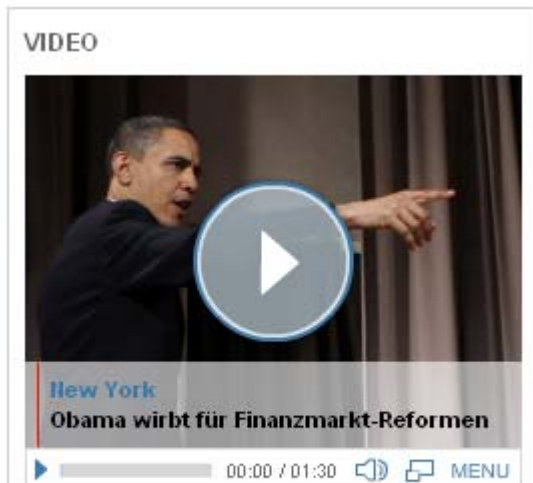 VIDEO
New York
Obama wirbt für Finanzmarkt-Reformen
00:00 / 01:30 MENU